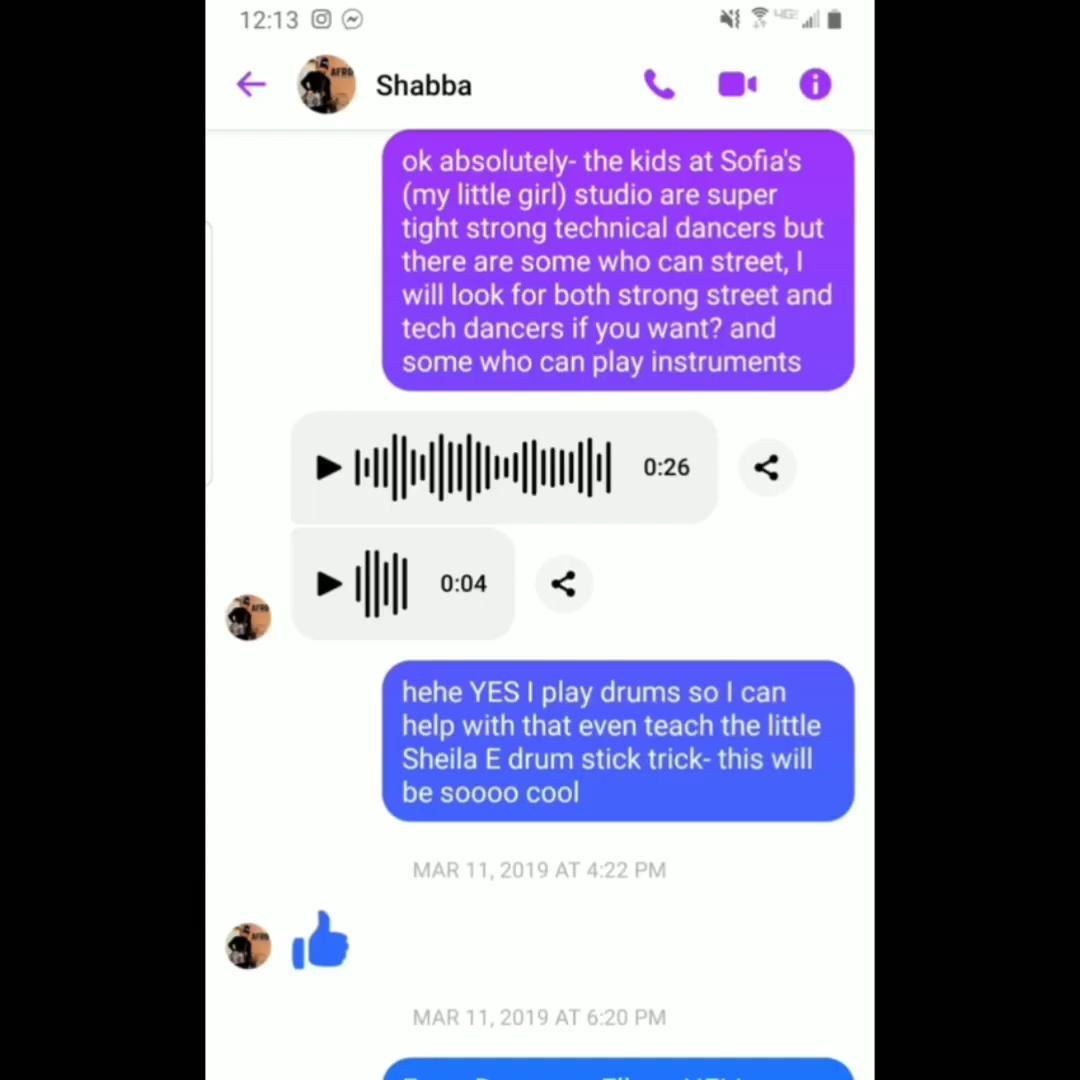 12:13
4G
Shabba
ok absolutely- the kids at Sofia's
(my little girl) studio are super
tight strong technical dancers but
there are some who can street, I
will look for both strong street and
tech dancers if you want? and
some who can play instruments
0:26
0:04
hehe YES I play drums so I can
help with that even teach the little
Sheila E drum stick trick- this will
be soooo cool
MAR 11, 2019 AT 4:22 PM
MAR 11, 2019 AT 6:20 PM